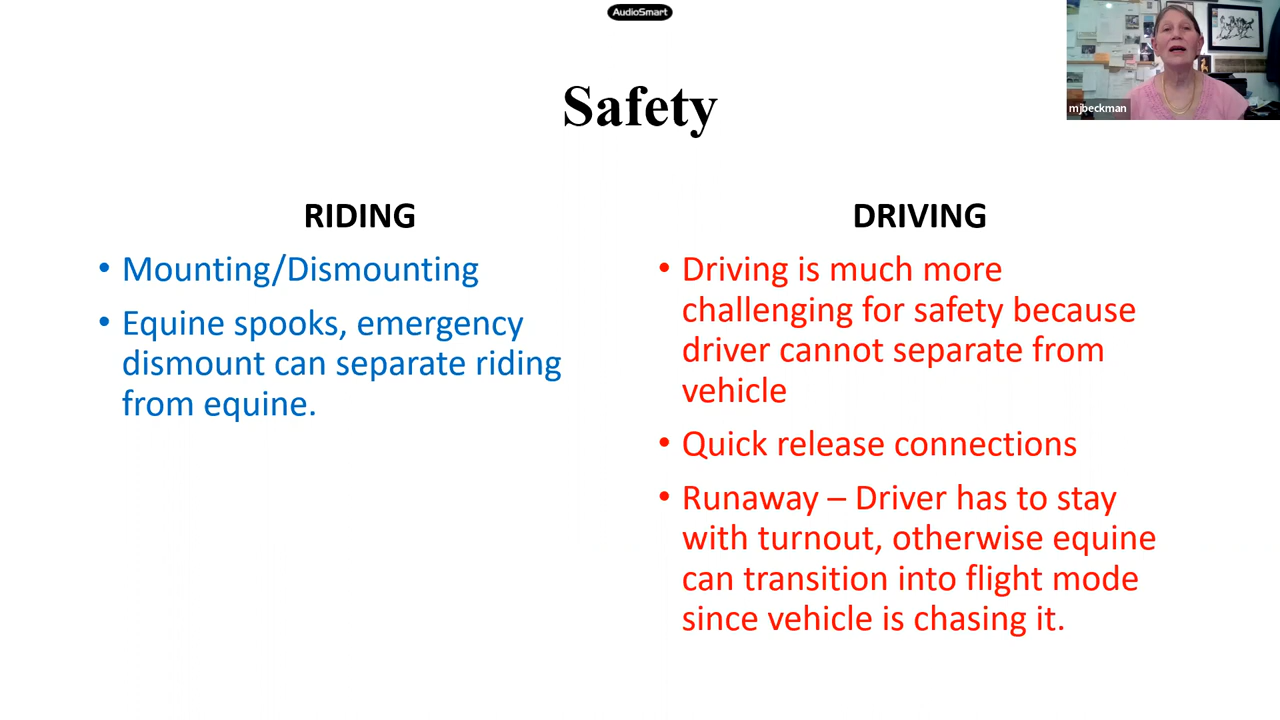 AudioSmart
mjbeckman
Safety
RIDING
• Mounting/Dismounting
• Equine spooks, emergency
dismount can separate riding
from equine.
DRIVING
• Driving is much more
challenging for safety because
driver cannot separate from
vehicle
• Quick release connections
• Runaway – Driver has to stay
with turnout, otherwise equine
can transition into flight mode
since vehicle is chasing it.